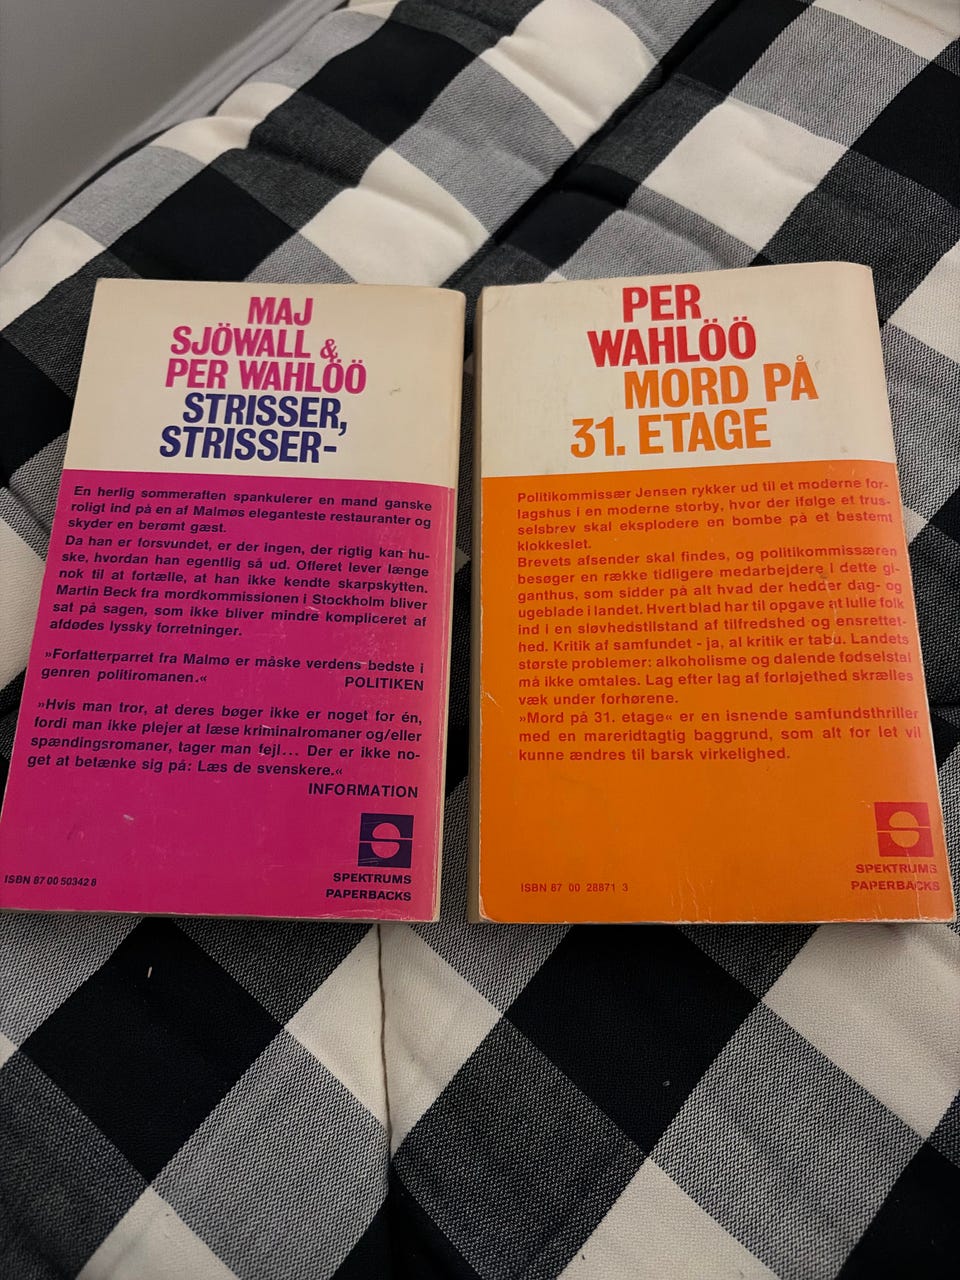 MAJ
SJÖWALL &
PER WAHLÖÖ
STRISSER,
STRISSER-
En herlig sommeraften spankulerer en mand ganske
roligt ind på en af Malmøs eleganteste restauranter og
skyder en berømt gæst.
Da han er forsvundet, er der ingen, der rigtig kan hu-
ske, hvordan han egentlig så ud. Offeret lever længe
nok til at fortælle, at han ikke kendte skarpskytten.
Martin Beck fra mordkommissionen i Stockholm bliver
sat på sagen, som ikke bliver mindre kompliceret af
afdødes lyssky forretninger.
»Forfatterparret fra Malmø er måske verdens bedste i
genren politiromanen.«
POLITIKEN
»Hvis man tror, at deres bøger ikke er noget for én,
fordi man ikke plejer at læse kriminalromaner og/eller
spændingsromaner, tager man fejl... Der er ikke no-
get at betænke sig på: Læs de svenskere.«
INFORMATION
SPEKTRUMS
PAPERBACKS
ISBN 87 00 50342 8
PER
WAHLÖÖ
MORD PÅ
31. ETAGE
Politikommissær Jensen rykker ud til et moderne for-
lagshus i en moderne storby, hvor der ifølge et trus-
selsbrev skal eksplodere en bombe på et bestemt
klokkeslet.
Brevets afsender skal findes, og politikommissæren
besøger en række tidligere medarbejdere i dette gi-
ganthus, som sidder på alt hvad der hedder dag- og
ugeblade i landet. Hvert blad har til opgave at lulle folk
ind i en sløvhedstilstand af tilfredshed og ensrettet-
hed. Kritik af samfundet - ja, al kritik er tabu. Landets
største problemer: alkoholisme og dalende fødselstal
må ikke omtales. Lag efter lag af forløjethed skrælles
væk under forhørene.
»Mord på 31. etage« er en isnende samfundsthriller
med en mareridtagtig baggrund, som alt for let vil
kunne ændres til barsk virkelighed.
SPEKTRUMS
PAPERBACKS
ISBN 87 00 28871 3